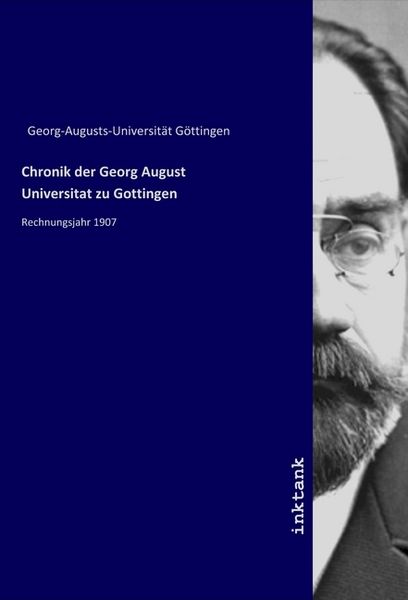 Georg-Augusts-Universität Göttingen
Chronik der Georg August
Universitat zu Gottingen
Rechnungsjahr 1907
inktank